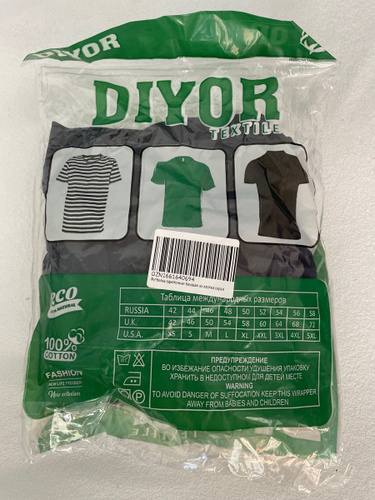 DIYOR
DIYOR
TEXTILE
OZN1661640694
eco
100%
COTTON
FASHION
New collection
Таблица международных размеров
RUSSIA 42 44 46 48 50 52 54 56 58
U.K. 42 46 50 54 58 60 64 68 72
U.S.A. XS S M L XL XXL 3XL 4XL 5XL
ПРЕДУПРЕЖДЕНИЕ
ВО ИЗБЕЖАНИЕ ОПАСНОСТИ УДУШЕНИЯ УПАКОВКУ
ХРАНИТЬ В НЕДОСТУПНОМ ДЛЯ ДЕТЕЙ МЕСТЕ
WARNING
TO AVOID DANGER OF SUFFOCATION KEEP THIS WRAPPER
AWAY FROM BABIES AND CHILDREN